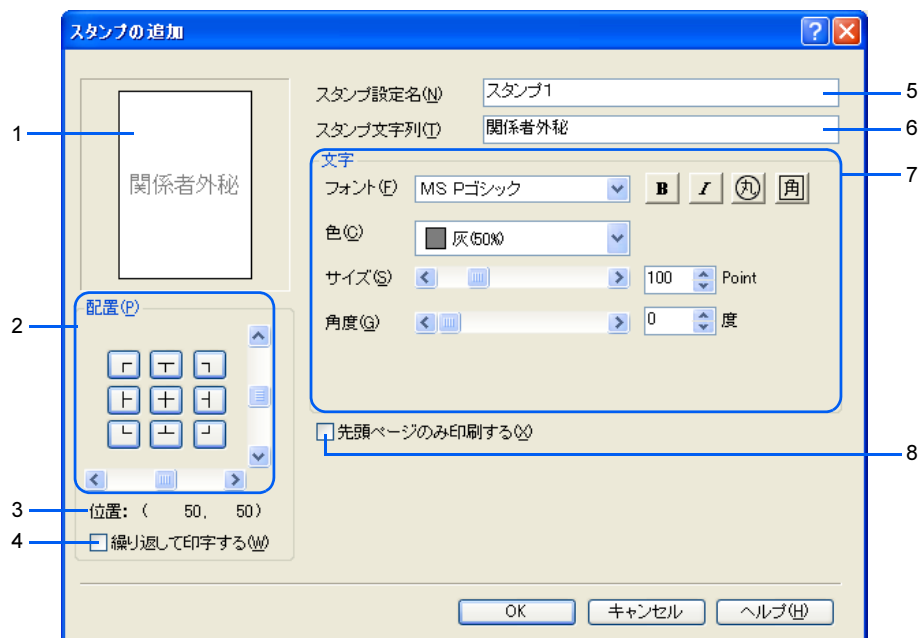 スタンプの追加
スタンプ設定名(N) スタンプ1 5
1 スタンプ文字列(T) 関係者外秘 6
関係者外秘
文字 7
フォント(F) MS Pゴシック B I 丸 角
色(C) 灰(50%)
サイズ(S) 100 Point
角度(G) 0 度
2 配置(P)
先頭ページのみ印刷する(X) 8
3 位置: ( 50, 50)
4 繰り返して印字する(W)
OK キャンセル ヘルプ(H)